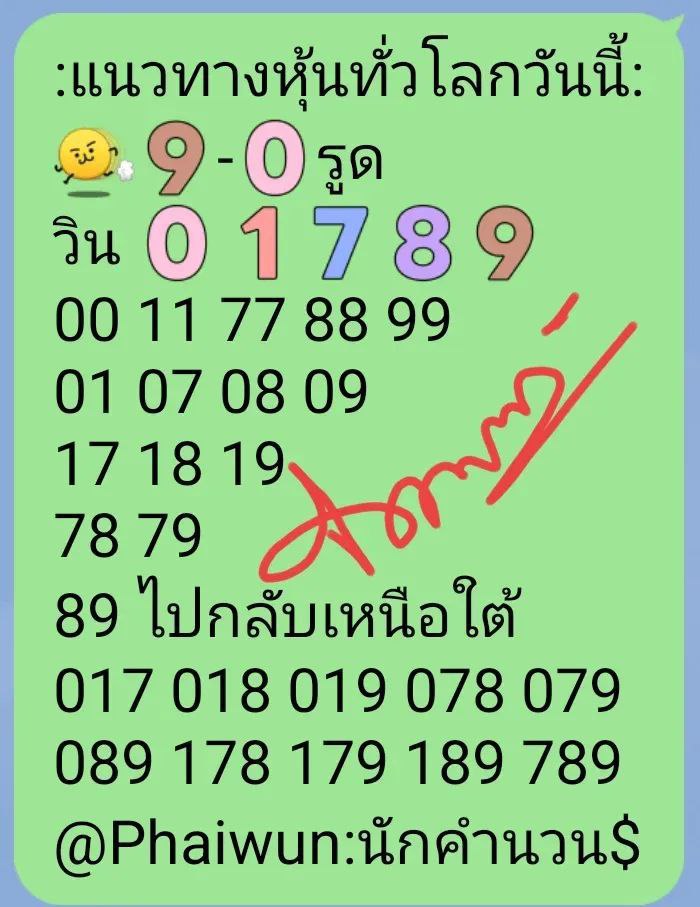 :แนวทางหุ้นทั่วโลกวันนี้:
9-0 รูด
วิน 0 1 7 8 9
00 11 77 88 99
01 07 08 09
17 18 19
78 79
89 ไปกลับเหนือใต้
017 018 019 078 079
089 178 179 189 789
@Phaiwun:นักคำนวน$